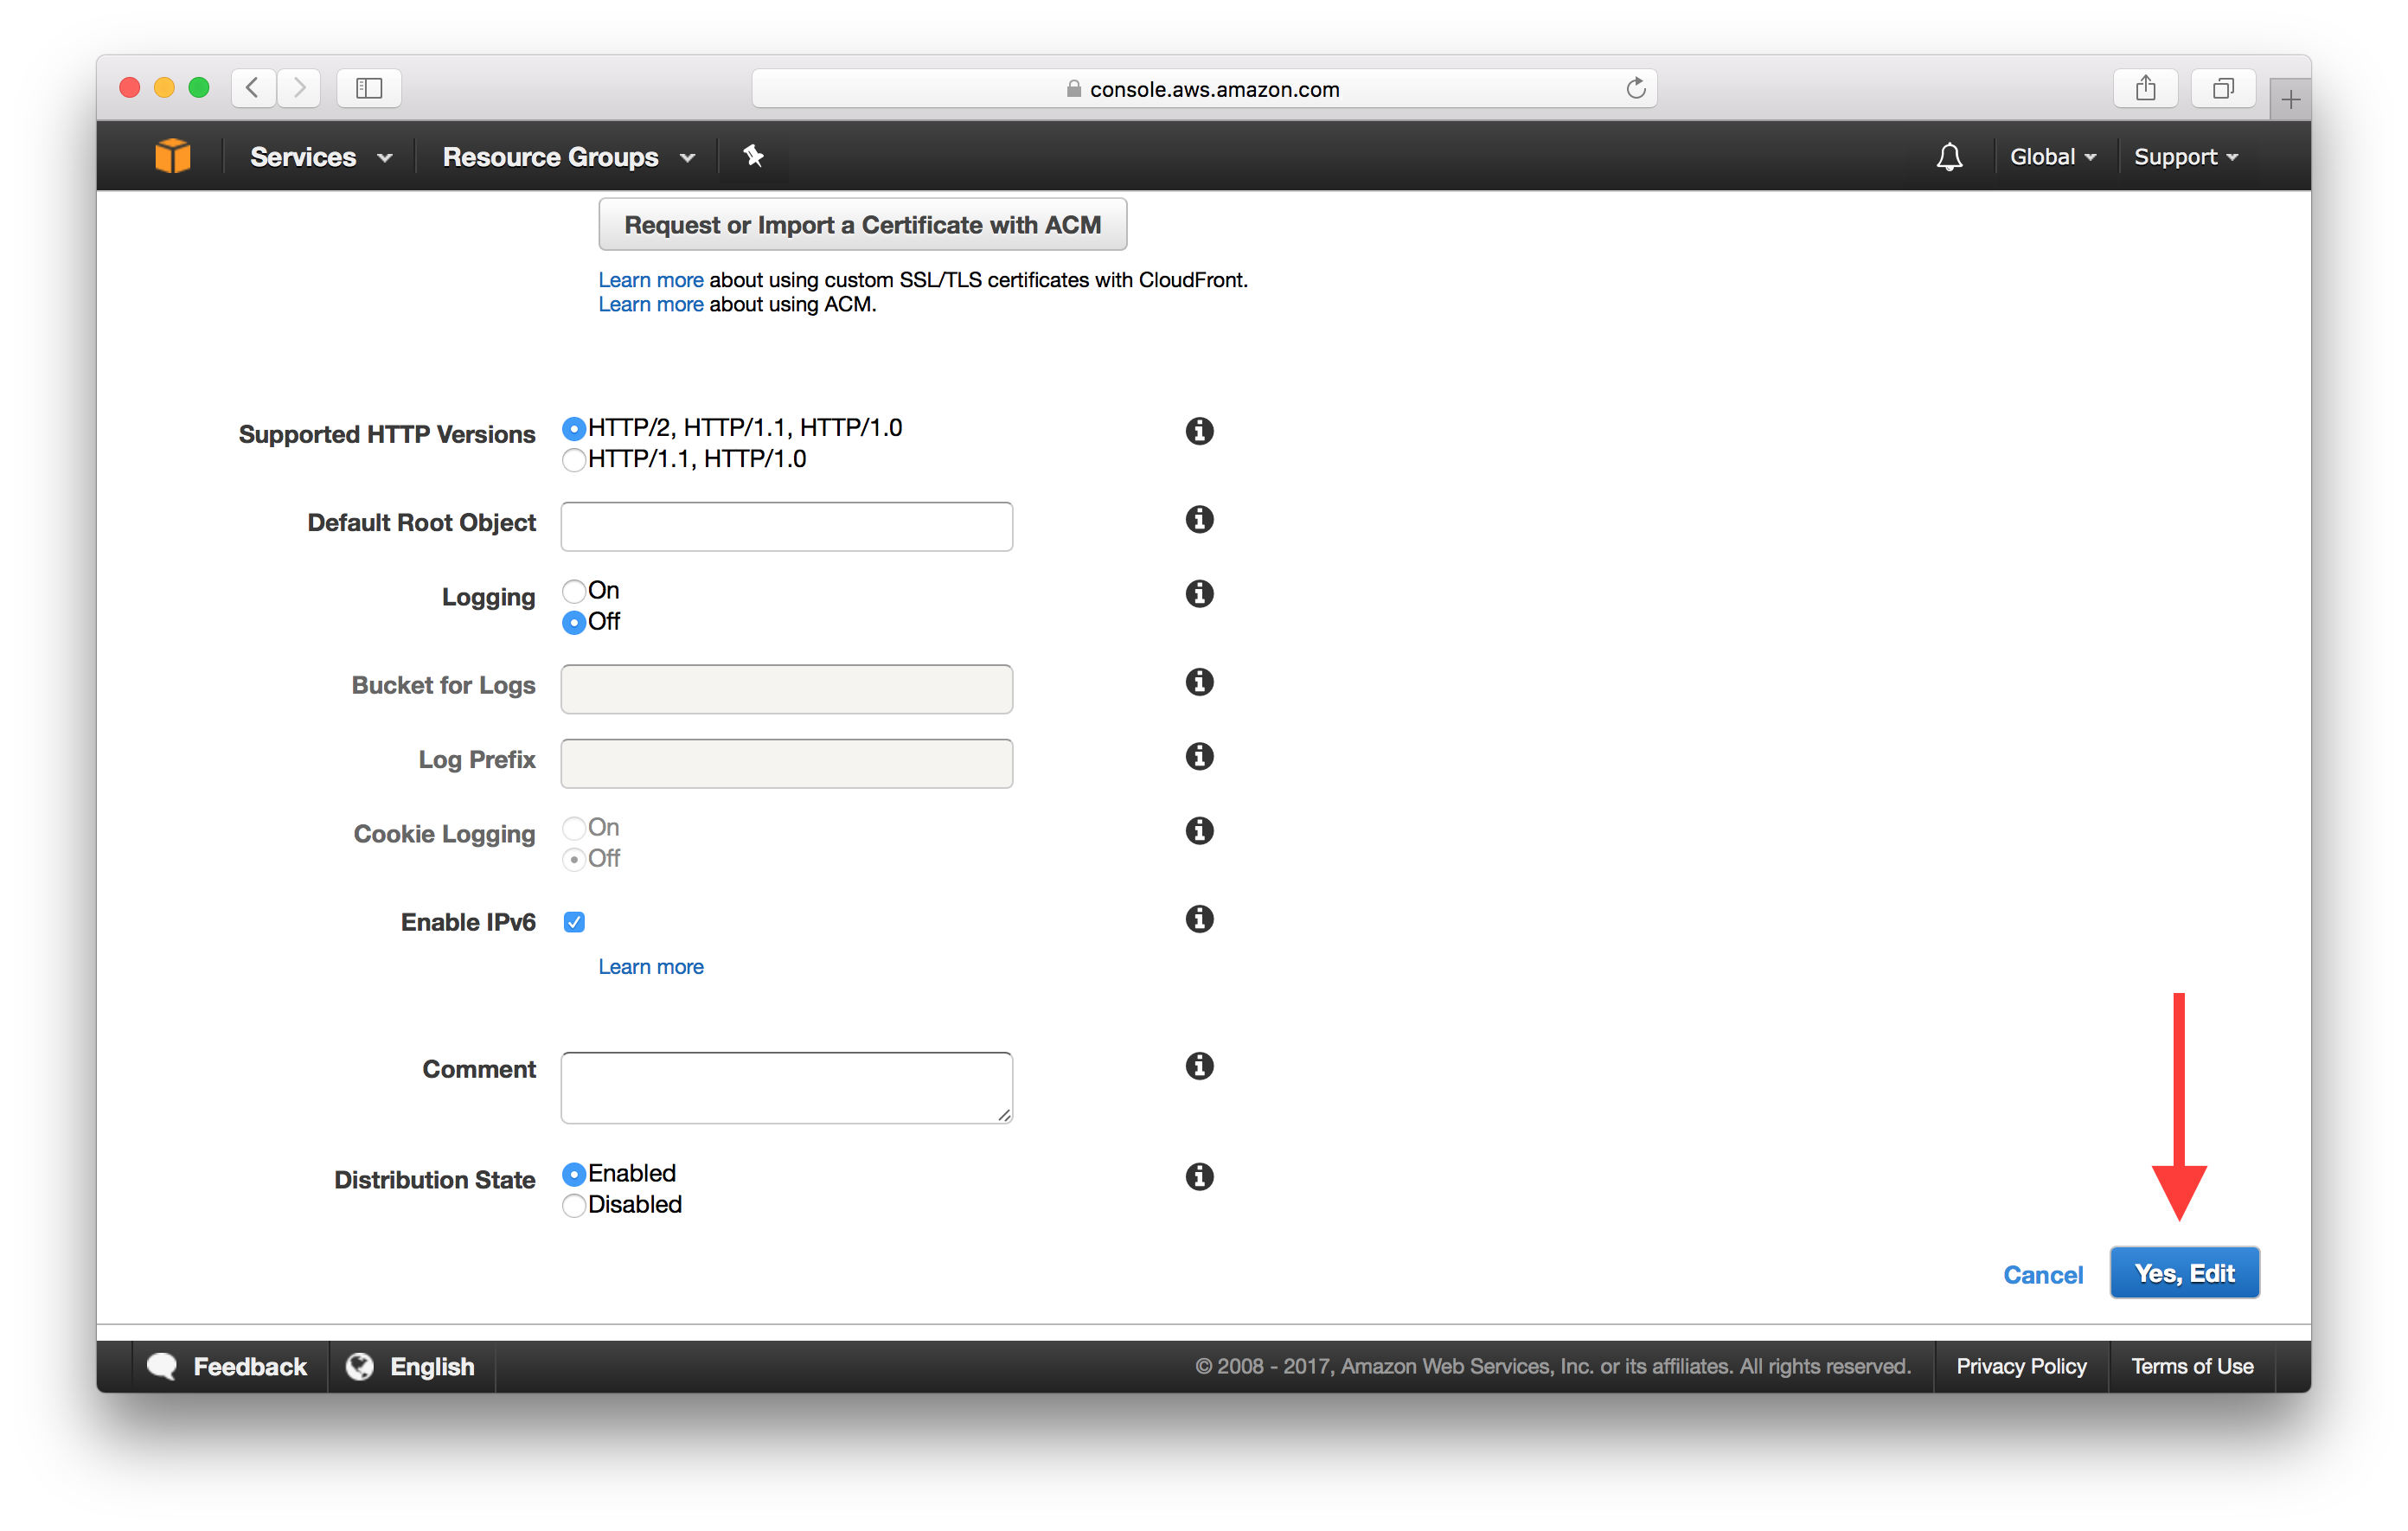 console.aws.amazon.com
Services
Resource Groups
Global
Support
Request or Import a Certificate with ACM
Learn more about using custom SSL/TLS certificates with CloudFront.
Learn more about using ACM.
Supported HTTP Versions
HTTP/2, HTTP/1.1, HTTP/1.0
HTTP/1.1, HTTP/1.0
Default Root Object
Logging
On
Off
Bucket for Logs
Log Prefix
Cookie Logging
On
Off
Enable IPv6
Learn more
Comment
Distribution State
Enabled
Disabled
Cancel
Yes, Edit
Feedback
English
© 2008 - 2017, Amazon Web Services, Inc. or its affiliates. All rights reserved.
Privacy Policy
Terms of Use